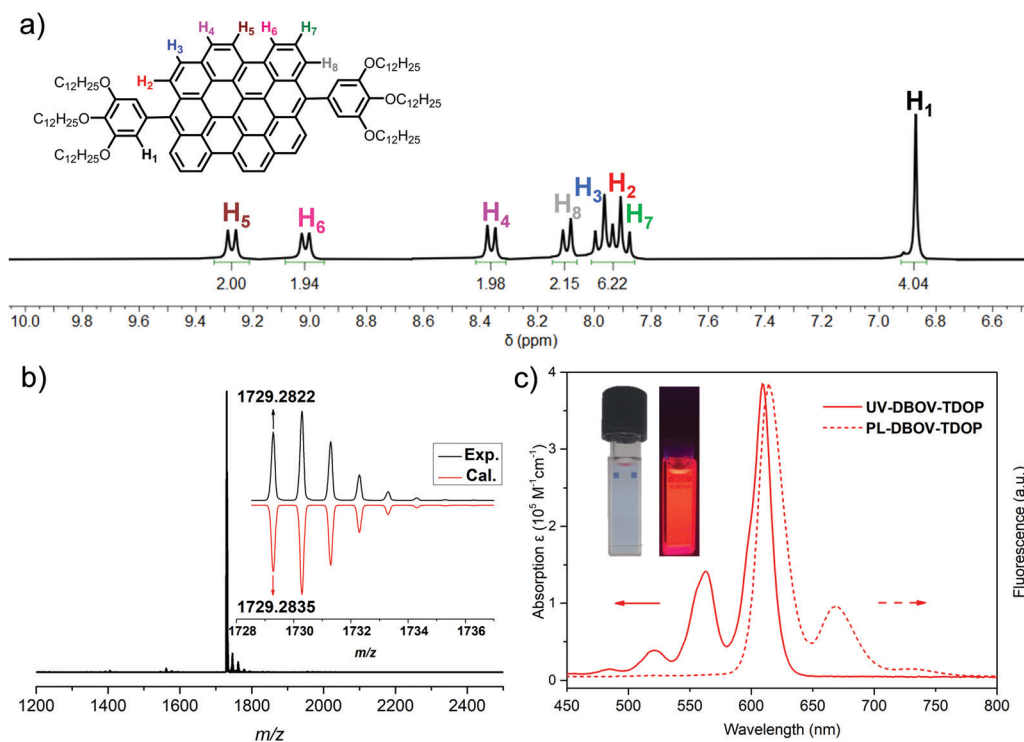 a)
H4 H5 H6 H7
H3
H8
H2
C12H25O
C12H25O
C12H25O
H1
OC12H25
OC12H25
OC12H25
H5
H6
H4
H8
H3
H2
H7
H1
2.00 1.94 1.98 2.15 6.22 4.04
10.0 9.8 9.6 9.4 9.2 9.0 8.8 8.6 8.4 8.2 8.0 7.8 7.6 7.4 7.2 7.0 6.8 6.6
δ (ppm)
b)
1729.2822
Exp.
Cal.
1729.2835
1728 1730 1732 1734 1736
m/z
1200 1400 1600 1800 2000 2200 2400
m/z
c)
UV-DBOV-TDOP
PL-DBOV-TDOP
4
3
2
1
0
Absorption ε (10⁵ M⁻¹cm⁻¹)
Fluorescence (a.u.)
450 500 550 600 650 700 750 800
Wavelength (nm)